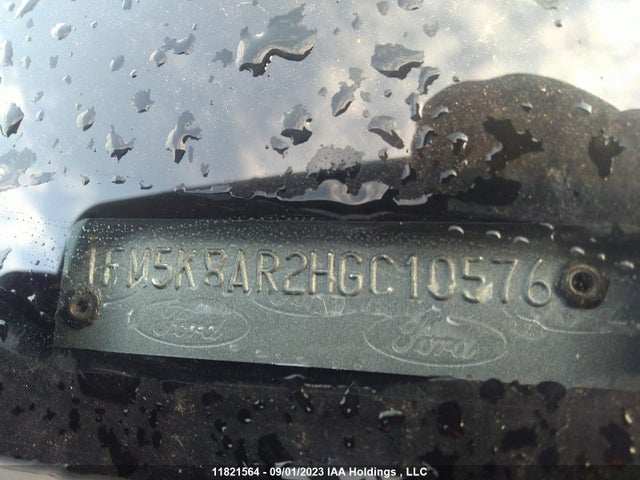 1FM5K8AR2HGC10576
Ford Ford
11821564 - 09/01/2023 IAA Holdings , LLC